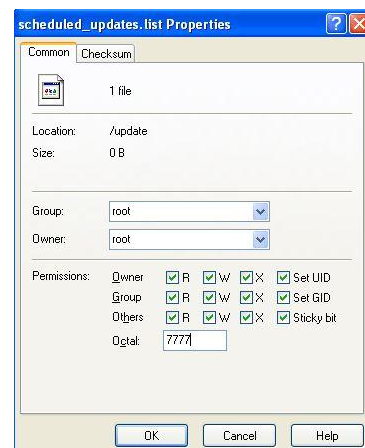 scheduled_updates.list Properties
Common Checksum
1 file
Location: /update
Size: 0 B
Group: root
Owner: root
Permissions: Owner R W X Set UID
Group R W X Set GID
Others R W X Sticky bit
Octal: 7777
OK Cancel Help